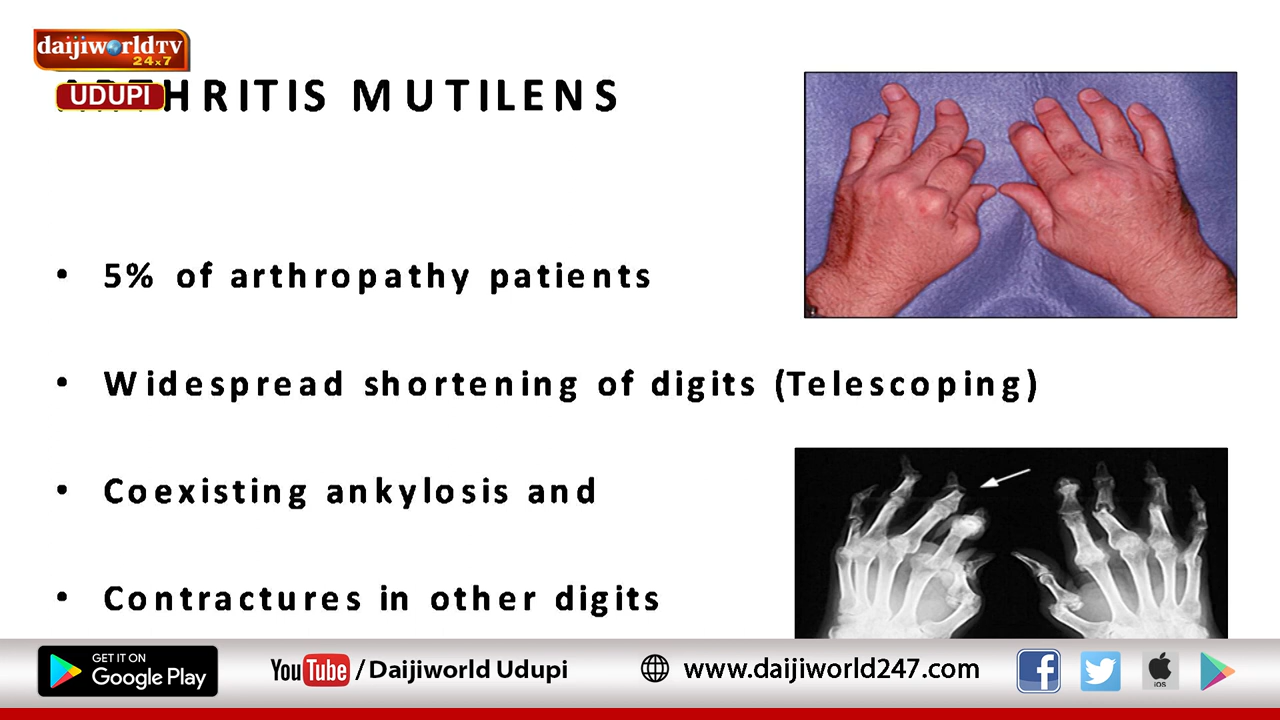 daijiworldTV
24x7
UDUPI
HRITIS MUTILENS
• 5% of arthropathy patients
• Widespread shortening of digits (Telescoping)
• Coexisting ankylosis and
• Contractures in other digits
GET IT ON
Google Play
YouTube / Daijiworld Udupi
www.daijiworld247.com
iOS